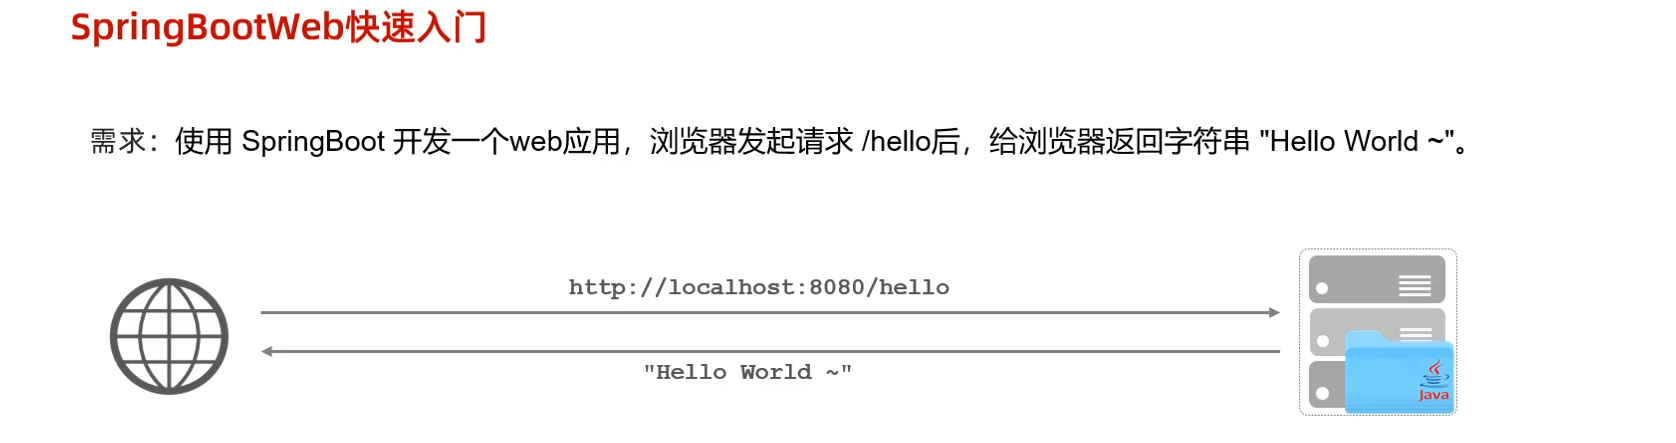 SpringBootWeb快速入门
需求：使用 SpringBoot 开发一个web应用，浏览器发起请求 /hello后，给浏览器返回字符串 "Hello World ~"。
http://localhost:8080/hello
"Hello World ~"
Java